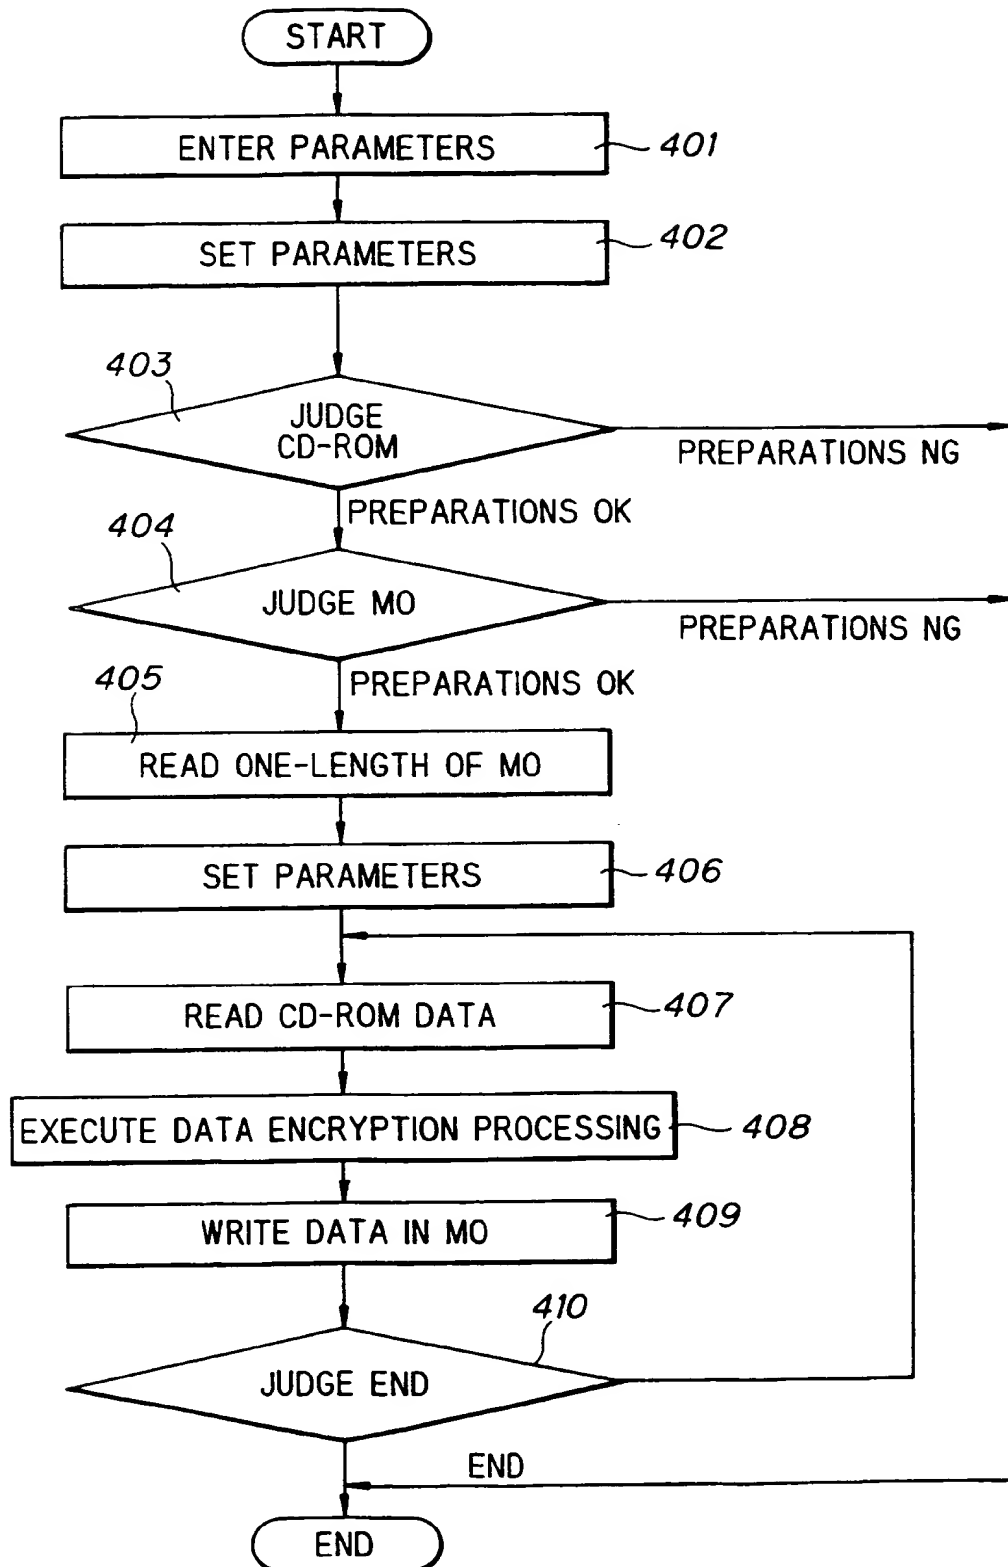 START
ENTER PARAMETERS
401
SET PARAMETERS
402
403
JUDGE
CD-ROM
PREPARATIONS NG
PREPARATIONS OK
404
JUDGE MO
PREPARATIONS NG
PREPARATIONS OK
405
READ ONE-LENGTH OF MO
SET PARAMETERS
406
READ CD-ROM DATA
407
EXECUTE DATA ENCRYPTION PROCESSING
408
WRITE DATA IN MO
409
410
JUDGE END
END
END